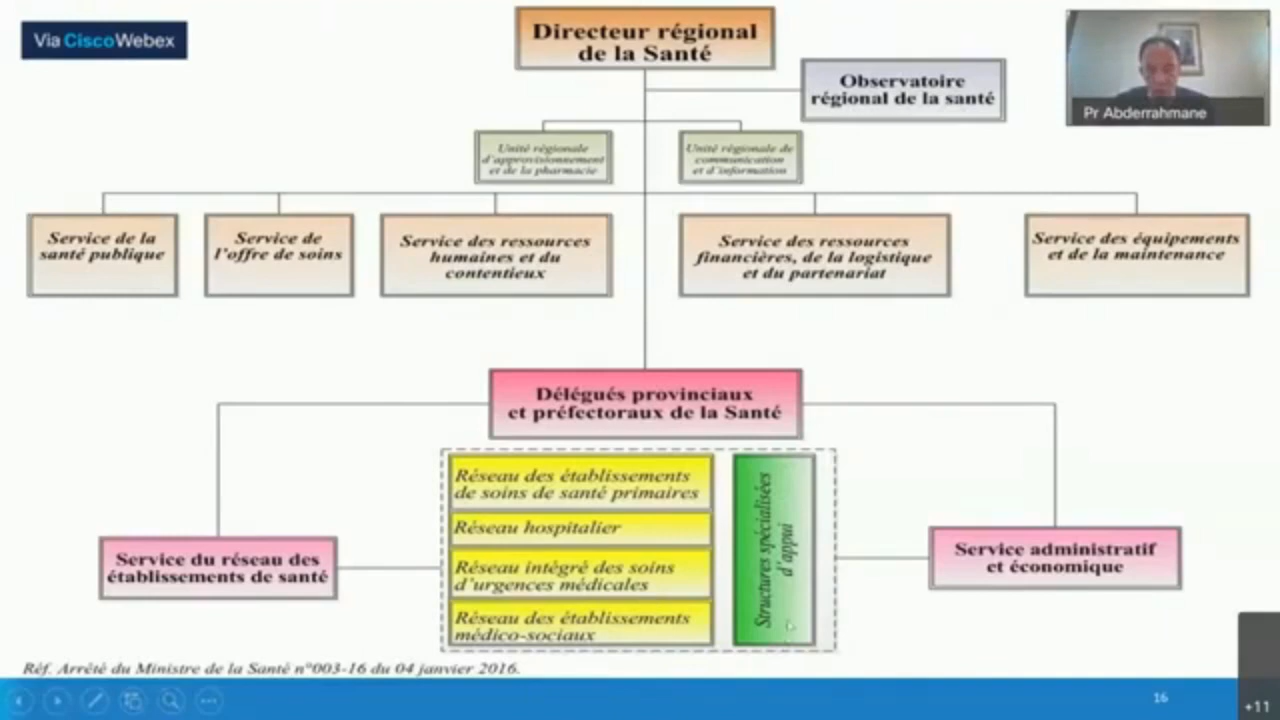 Via Cisco Webex
Directeur régional
de la Santé
Observatoire
régional de la santé
Pr Abderrahmane
Unité régionale
d'approvisionnement
et de la pharmacie
Unité régionale de
communication
et d'information
Service de la
santé publique
Service de
l'offre de soins
Service des ressources
humaines et du
contentieux
Service des ressources
financières, de la logistique
et du partenariat
Service des équipements
et de la maintenance
Délégués provinciaux
et préfectoraux de la Santé
Réseau des établissements
de soins de santé primaires
Réseau hospitalier
Réseau intégré des soins
d'urgences médicales
Réseau des établissements
médico-sociaux
Structures spécialisées
d'appui
Service du réseau des
établissements de santé
Service administratif
et économique
Réf. Arrêté du Ministre de la Santé n°003-16 du 04 janvier 2016.
16
+11